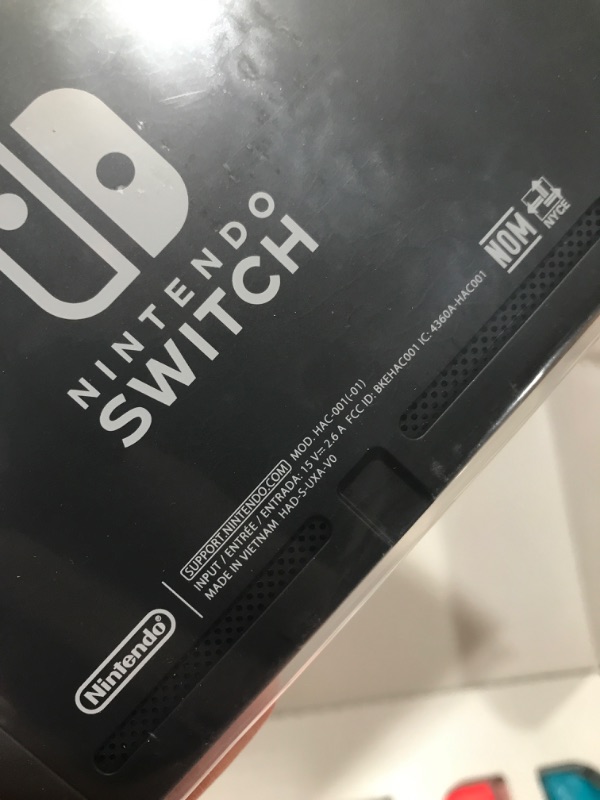 NINTENDO
SWITCH
NOM NYCE
SUPPORT.NINTENDO.COM MOD. HAC-001(-01)
INPUT / ENTRÉE / ENTRADA: 15 V⎓ 2.6 A FCC ID: BKEHAC001 IC: 4360A-HAC001
MADE IN VIETNAM HAD-S-UXA-V0
Nintendo®